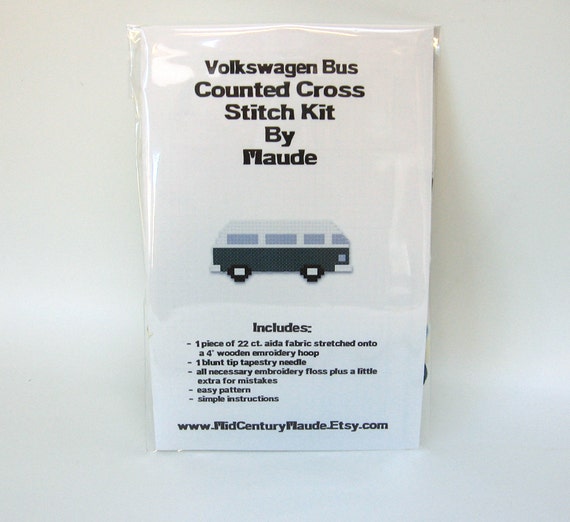 Volkswagen Bus
Counted Cross
Stitch Kit
By
Maude
Includes:
- 1 piece of 22 ct. aida fabric stretched onto
a 4" wooden emroidery hoop
- 1 blunt tip tapestry needle
- all necessary embroidery floss plus a little
extra for mistakes
- easy pattern
- simple instructions
www.MidCenturyMaude.Etsy.com